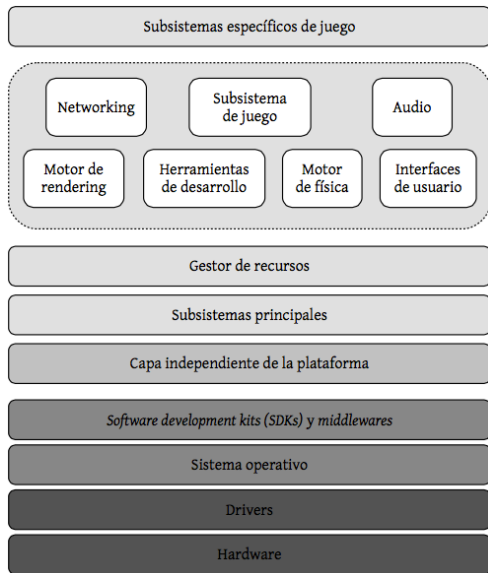 Subsistemas específicos de juego
Networking
Subsistema
de juego
Audio
Motor de
rendering
Herramientas
de desarrollo
Motor
de física
Interfaces
de usuario
Gestor de recursos
Subsistemas principales
Capa independiente de la plataforma
Software development kits (SDKs) y middlewares
Sistema operativo
Drivers
Hardware